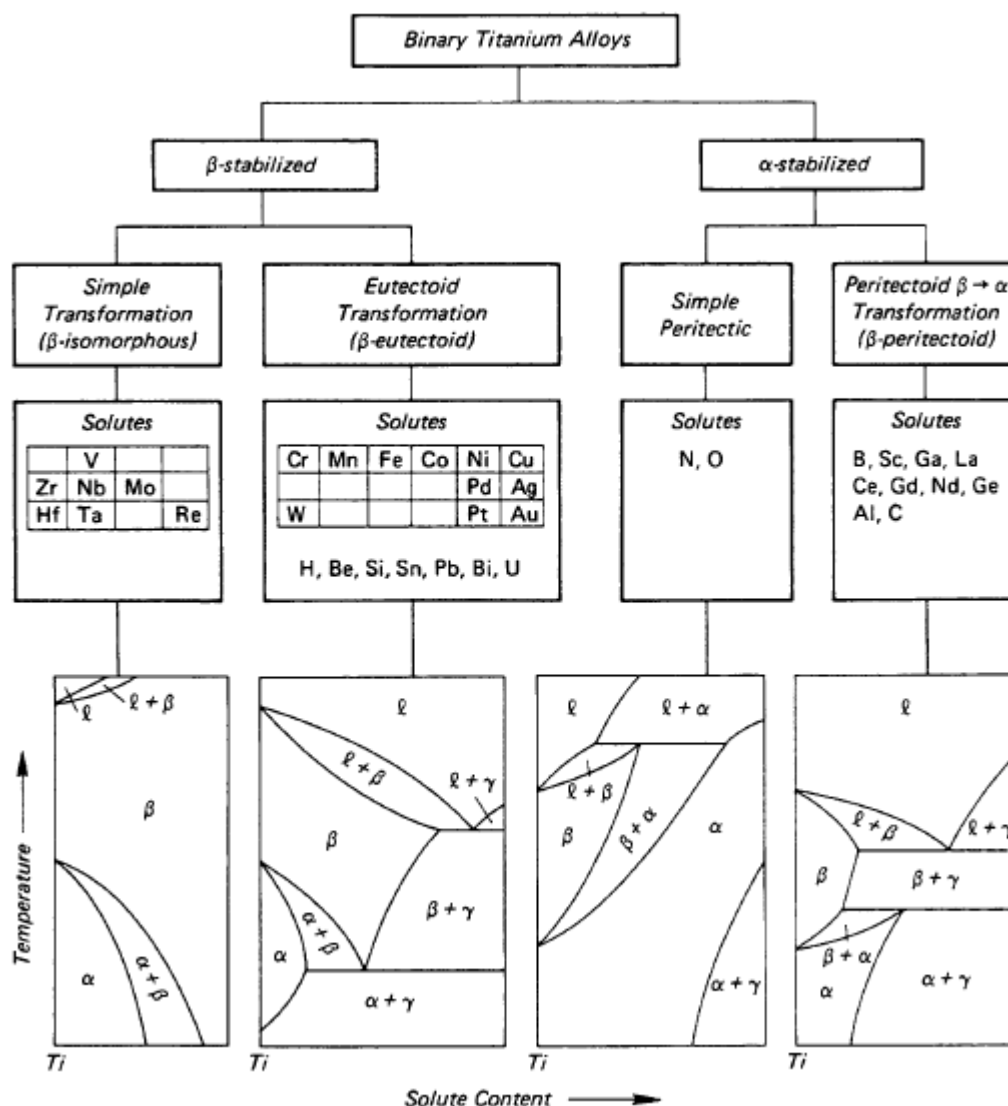 Binary Titanium Alloys
β-stabilized
α-stabilized
Simple
Transformation
(β-isomorphous)
Eutectoid
Transformation
(β-eutectoid)
Simple
Peritectic
Peritectoid β → α
Transformation
(β-peritectoid)
Solutes
V
Zr Nb Mo
Hf Ta Re
Solutes
Cr Mn Fe Co Ni Cu
Pd Ag
W Pt Au
H, Be, Si, Sn, Pb, Bi, U
Solutes
N, O
Solutes
B, Sc, Ga, La
Ce, Gd, Nd, Ge
Al, C
Temperature
ℓ
ℓ + β
β
α
α + β
Ti
ℓ
ℓ + β
ℓ + γ
β
α
α + β
β + γ
α + γ
Ti
ℓ
ℓ + α
ℓ + β
β
β + α
α
α + γ
Ti
ℓ
ℓ + β
ℓ + γ
β
β + γ
β + α
α
α + γ
Ti
Solute Content